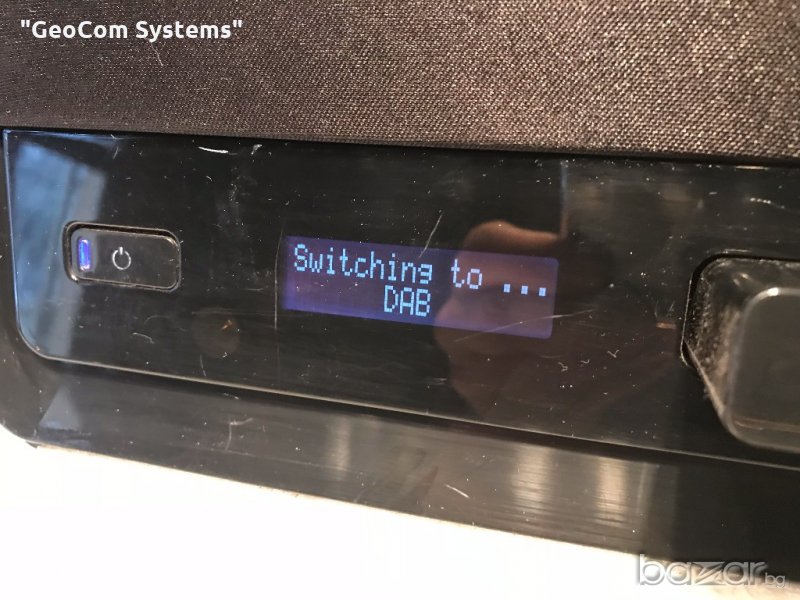 "GeoCom Systems"
Switching to ...
DAB
bazar.bg